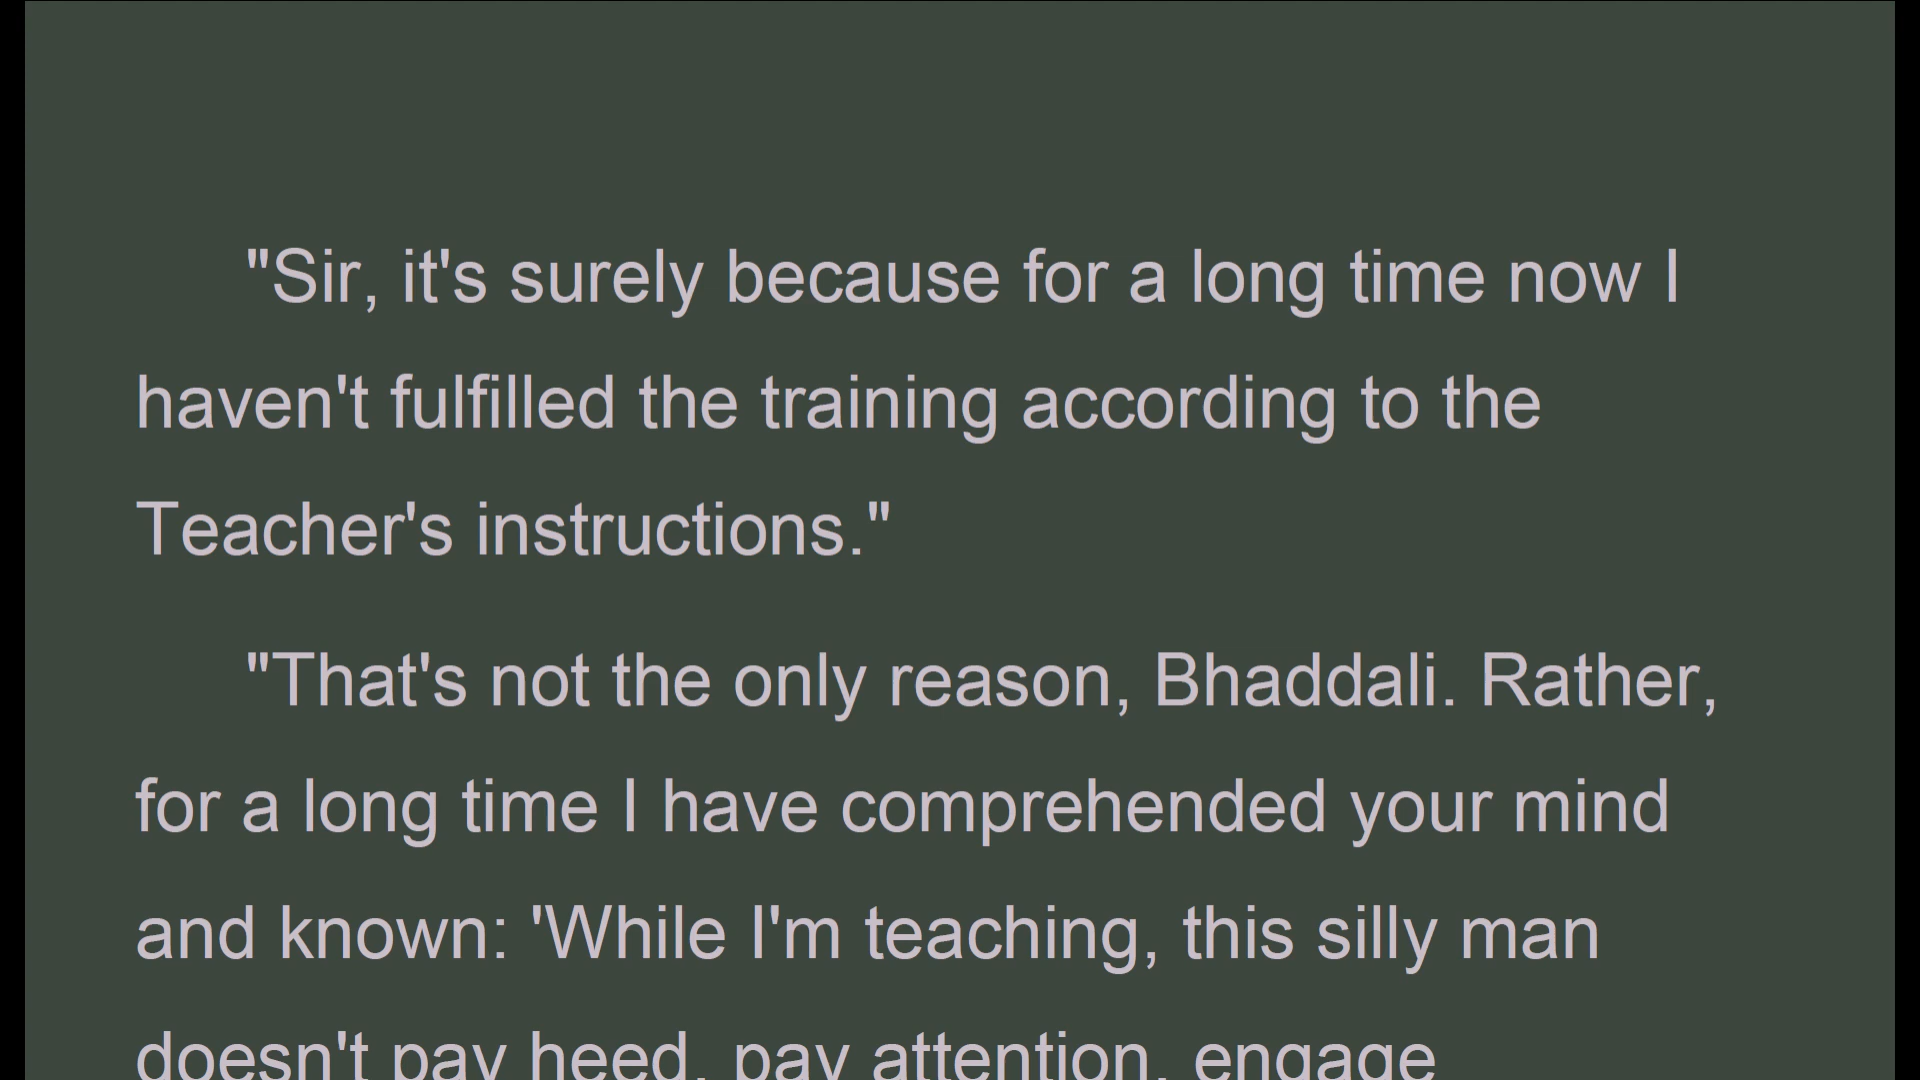 "Sir, it's surely because for a long time now I
haven't fulfilled the training according to the
Teacher's instructions."
"That's not the only reason, Bhaddali. Rather,
for a long time I have comprehended your mind
and known: 'While I'm teaching, this silly man
doesn't pay heed, pay attention, engage